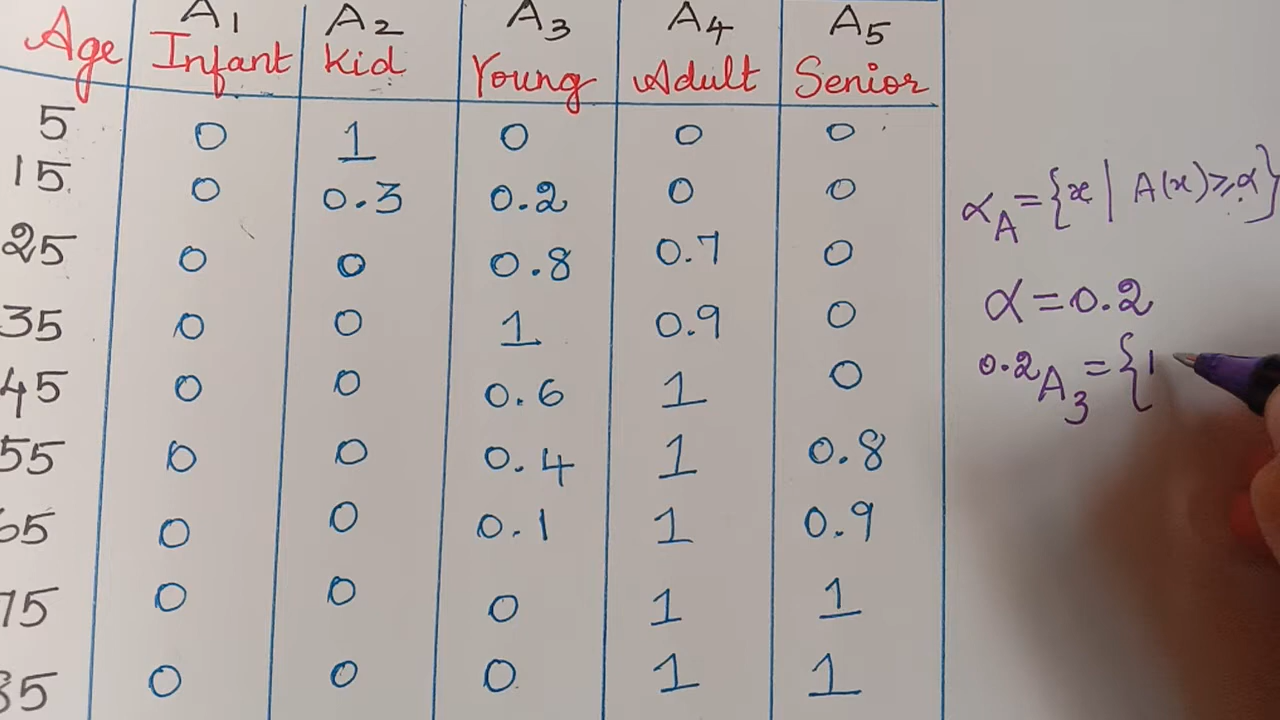 A1 A2 A3 A4 A5
Age Infant Kid Young Adult Senior
5 0 1 0 0 0
15 0 0.3 0.2 0 0
25 0 0 0.8 0.7 0
35 0 0 1 0.9 0
45 0 0 0.6 1 0
55 0 0 0.4 1 0.8
65 0 0 0.1 1 0.9
75 0 0 0 1 1
85 0 0 0 1 1
αA = {x | A(x) ≥ α}
α = 0.2
0.2A3 = {1